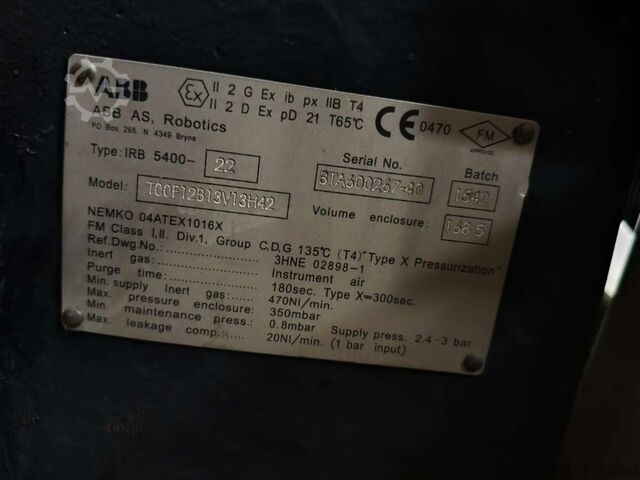 ABB
Ex II 2 G Ex ib px IIB T4
II 2 D Ex pD 21 T65°C
CE 0470
FM
APPROVED
ABB AS, Robotics
PO Box 265, N 4349 Bryne
Type: IRB 5400- 22
Serial No.
Batch
Model: T00F12B13V13H42
Volume enclosure: 168.5
NEMKO 04ATEX1016X
FM Class I,II. Div.1, Group C,D,G 135°C (T4) "Type X Pressurization"
Ref.Dwg.No.: 3HNE 02898-1
Inert gas: Instrument air
Purge time: 180sec. Type X=300sec.
Min. supply inert gas: 470Nl/min.
Max. pressure enclosure: 350mbar
Min. maintenance press.: 0.8mbar Supply press. 2.4-3 bar
Max. leakage comp.: 20Nl/min. (1 bar input)